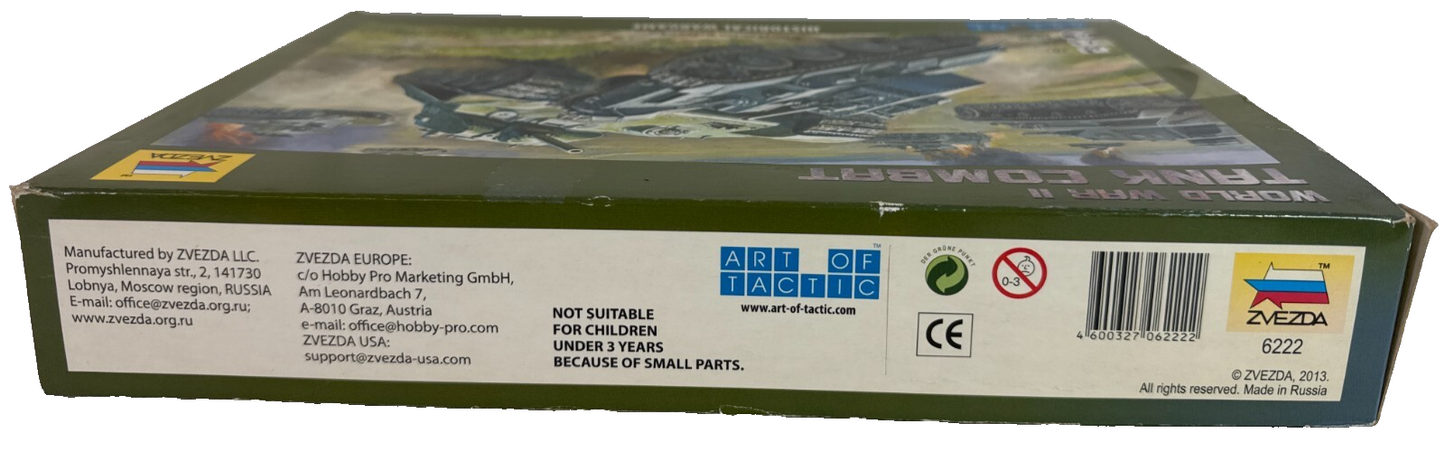 HISTORICAL WARGAME
ZVEZDA
WORLD WAR II
TANK COMBAT
Manufactured by ZVEZDA LLC.
Promyshlennaya str., 2, 141730
Lobnya, Moscow region, RUSSIA
E-mail: office@zvezda.org.ru;
www.zvezda.org.ru
ZVEZDA EUROPE:
c/o Hobby Pro Marketing GmbH,
Am Leonardbach 7,
A-8010 Graz, Austria
e-mail: office@hobby-pro.com
ZVEZDA USA:
support@zvezda-usa.com
NOT SUITABLE
FOR CHILDREN
UNDER 3 YEARS
BECAUSE OF SMALL PARTS.
ART OF ™
TACTIC
www.art-of-tactic.com
DER GRÜNE PUNKT
0-3
CE
4 600327 062222
™
ZVEZDA
6222
© ZVEZDA, 2013.
All rights reserved. Made in Russia